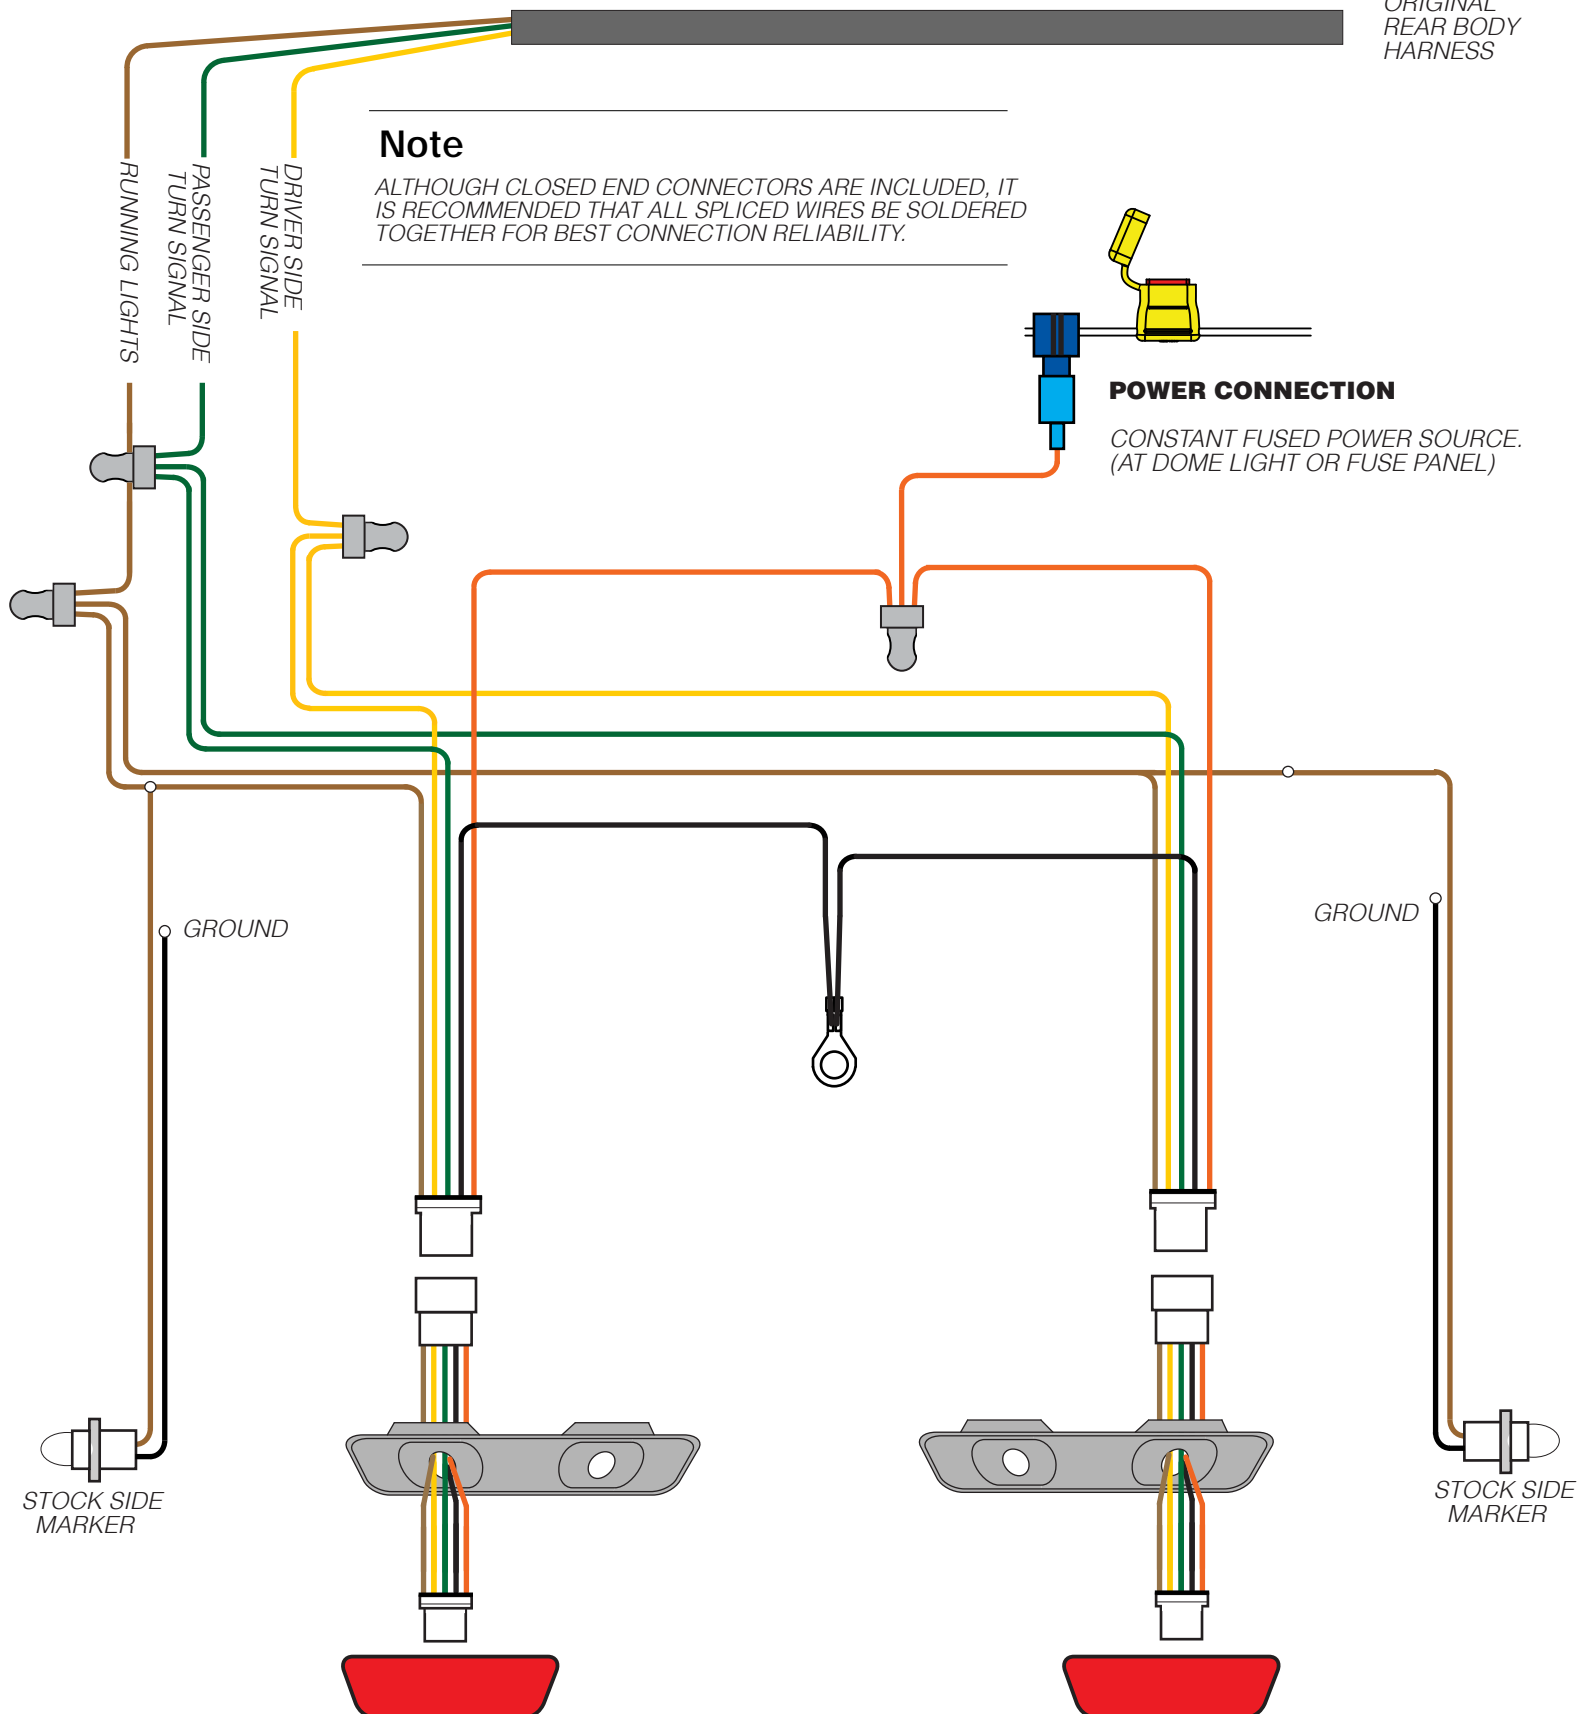 ORIGINAL
REAR BODY
HARNESS
Note
ALTHOUGH CLOSED END CONNECTORS ARE INCLUDED, IT
IS RECOMMENDED THAT ALL SPLICED WIRES BE SOLDERED
TOGETHER FOR BEST CONNECTION RELIABILITY.
RUNNING LIGHTS
PASSENGER SIDE
TURN SIGNAL
DRIVER SIDE
TURN SIGNAL
POWER CONNECTION
CONSTANT FUSED POWER SOURCE.
(AT DOME LIGHT OR FUSE PANEL)
GROUND
GROUND
STOCK SIDE
MARKER
STOCK SIDE
MARKER